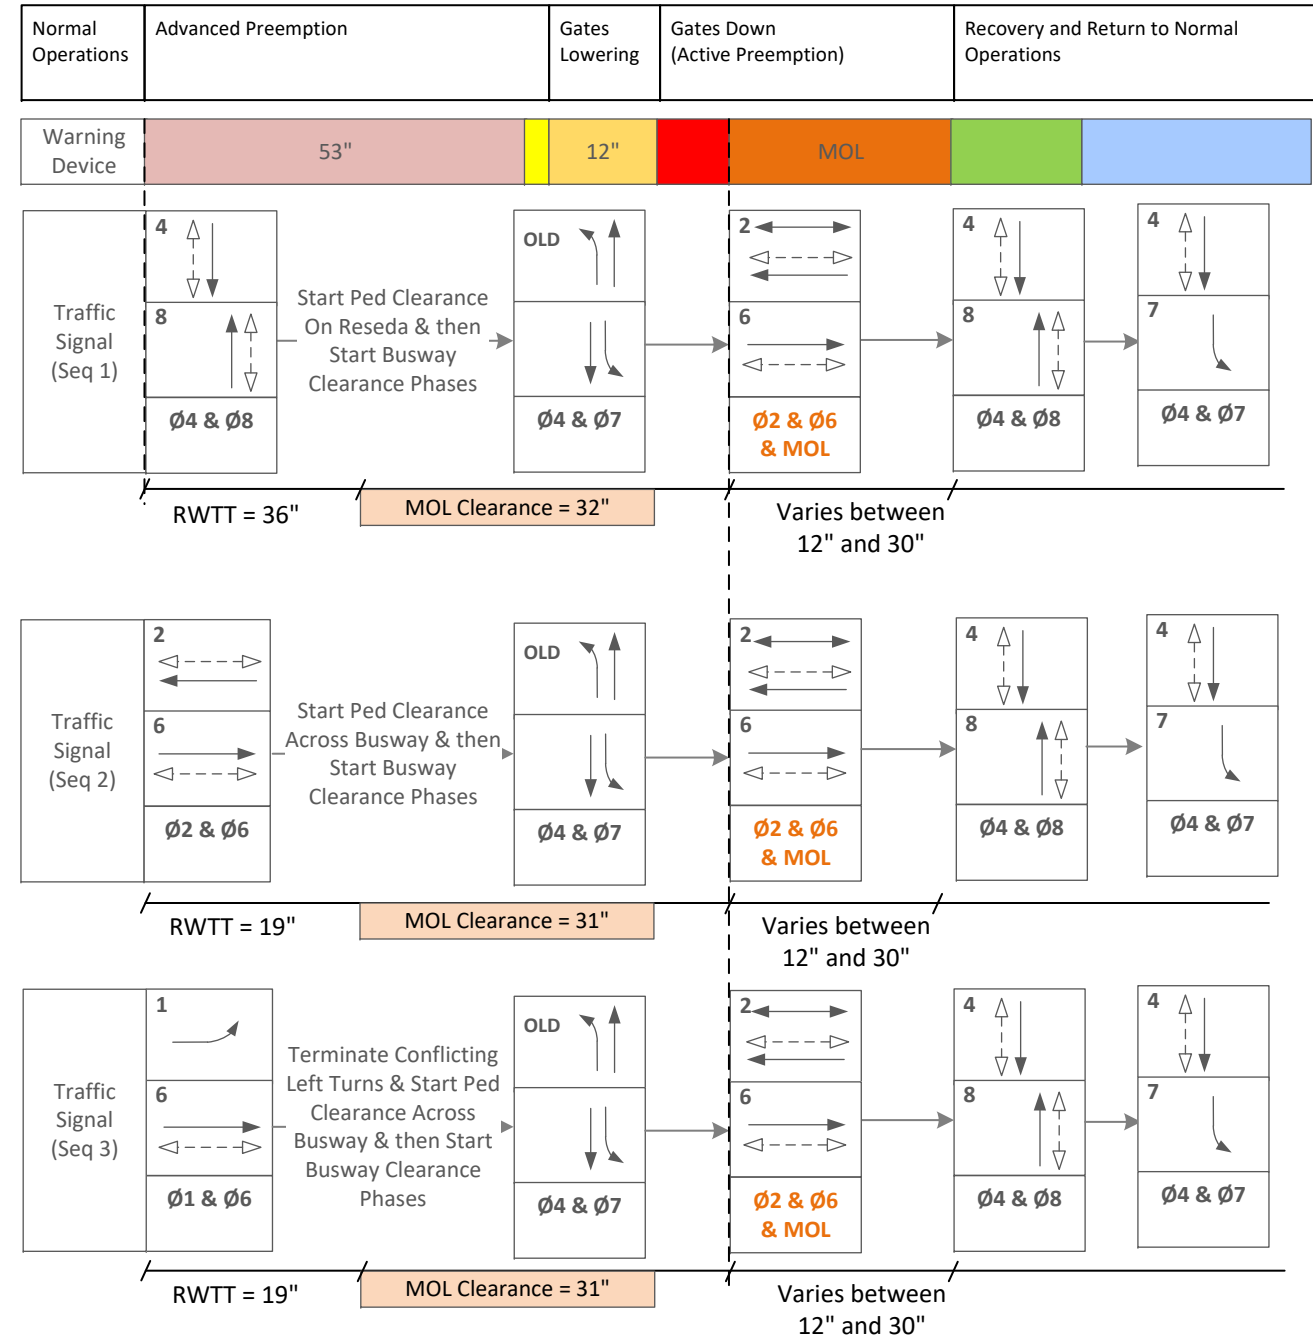 Normal
Operations
Advanced Preemption
Gates
Lowering
Gates Down
(Active Preemption)
Recovery and Return to Normal
Operations
Warning
Device
53"
12"
MOL
Traffic
Signal
(Seq 1)
4
8
Ø4 & Ø8
Start Ped Clearance
On Reseda & then
Start Busway
Clearance Phases
OLD
Ø4 & Ø7
2
6
Ø2 & Ø6
& MOL
4
8
Ø4 & Ø8
4
7
Ø4 & Ø7
RWTT = 36"
MOL Clearance = 32"
Varies between
12" and 30"
Traffic
Signal
(Seq 2)
2
6
Ø2 & Ø6
Start Ped Clearance
Across Busway & then
Start Busway
Clearance Phases
OLD
Ø4 & Ø7
2
6
Ø2 & Ø6
& MOL
4
8
Ø4 & Ø8
4
7
Ø4 & Ø7
RWTT = 19"
MOL Clearance = 31"
Varies between
12" and 30"
Traffic
Signal
(Seq 3)
1
6
Ø1 & Ø6
Terminate Conflicting
Left Turns & Start Ped
Clearance Across
Busway & then Start
Busway Clearance
Phases
OLD
Ø4 & Ø7
2
6
Ø2 & Ø6
& MOL
4
8
Ø4 & Ø8
4
7
Ø4 & Ø7
RWTT = 19"
MOL Clearance = 31"
Varies between
12" and 30"